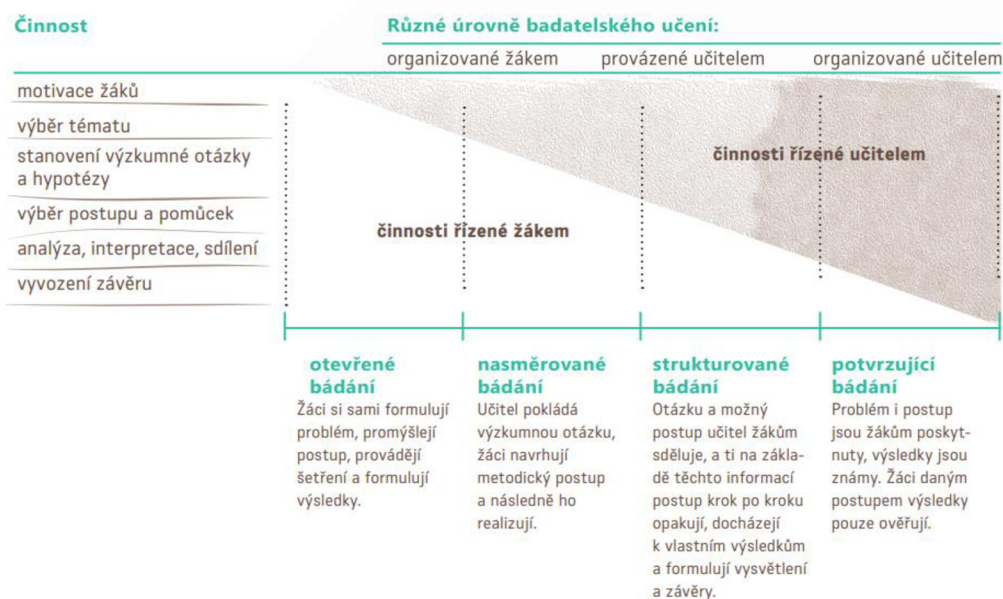 Činnost
Různé úrovně badatelského učení:
organizované žákem
provázené učitelem
organizované učitelem
motivace žáků
výběr tématu
stanovení výzkumné otázky
a hypotézy
výběr postupu a pomůcek
analýza, interpretace, sdílení
vyvození závěru
činnosti řízené učitelem
činnosti řízené žákem
otevřené
bádání
Žáci si sami formulují
problém, promýšlejí
postup, provádějí
šetření a formulují
výsledky.
nasměrované
bádání
Učitel pokládá
výzkumnou otázku,
žáci navrhují
metodický postup
a následně ho
realizují.
strukturované
bádání
Otázku a možný
postup učitel žákům
sděluje, a ti na zákla-
dě těchto informací
postup krok po kroku
opakují, docházejí
k vlastním výsledkům
a formulují vysvětlení
a závěry.
potvrzující
bádání
Problém i postup
jsou žákům poskyt-
nuty, výsledky jsou
známy. Žáci daným
postupem výsledky
pouze ověřují.